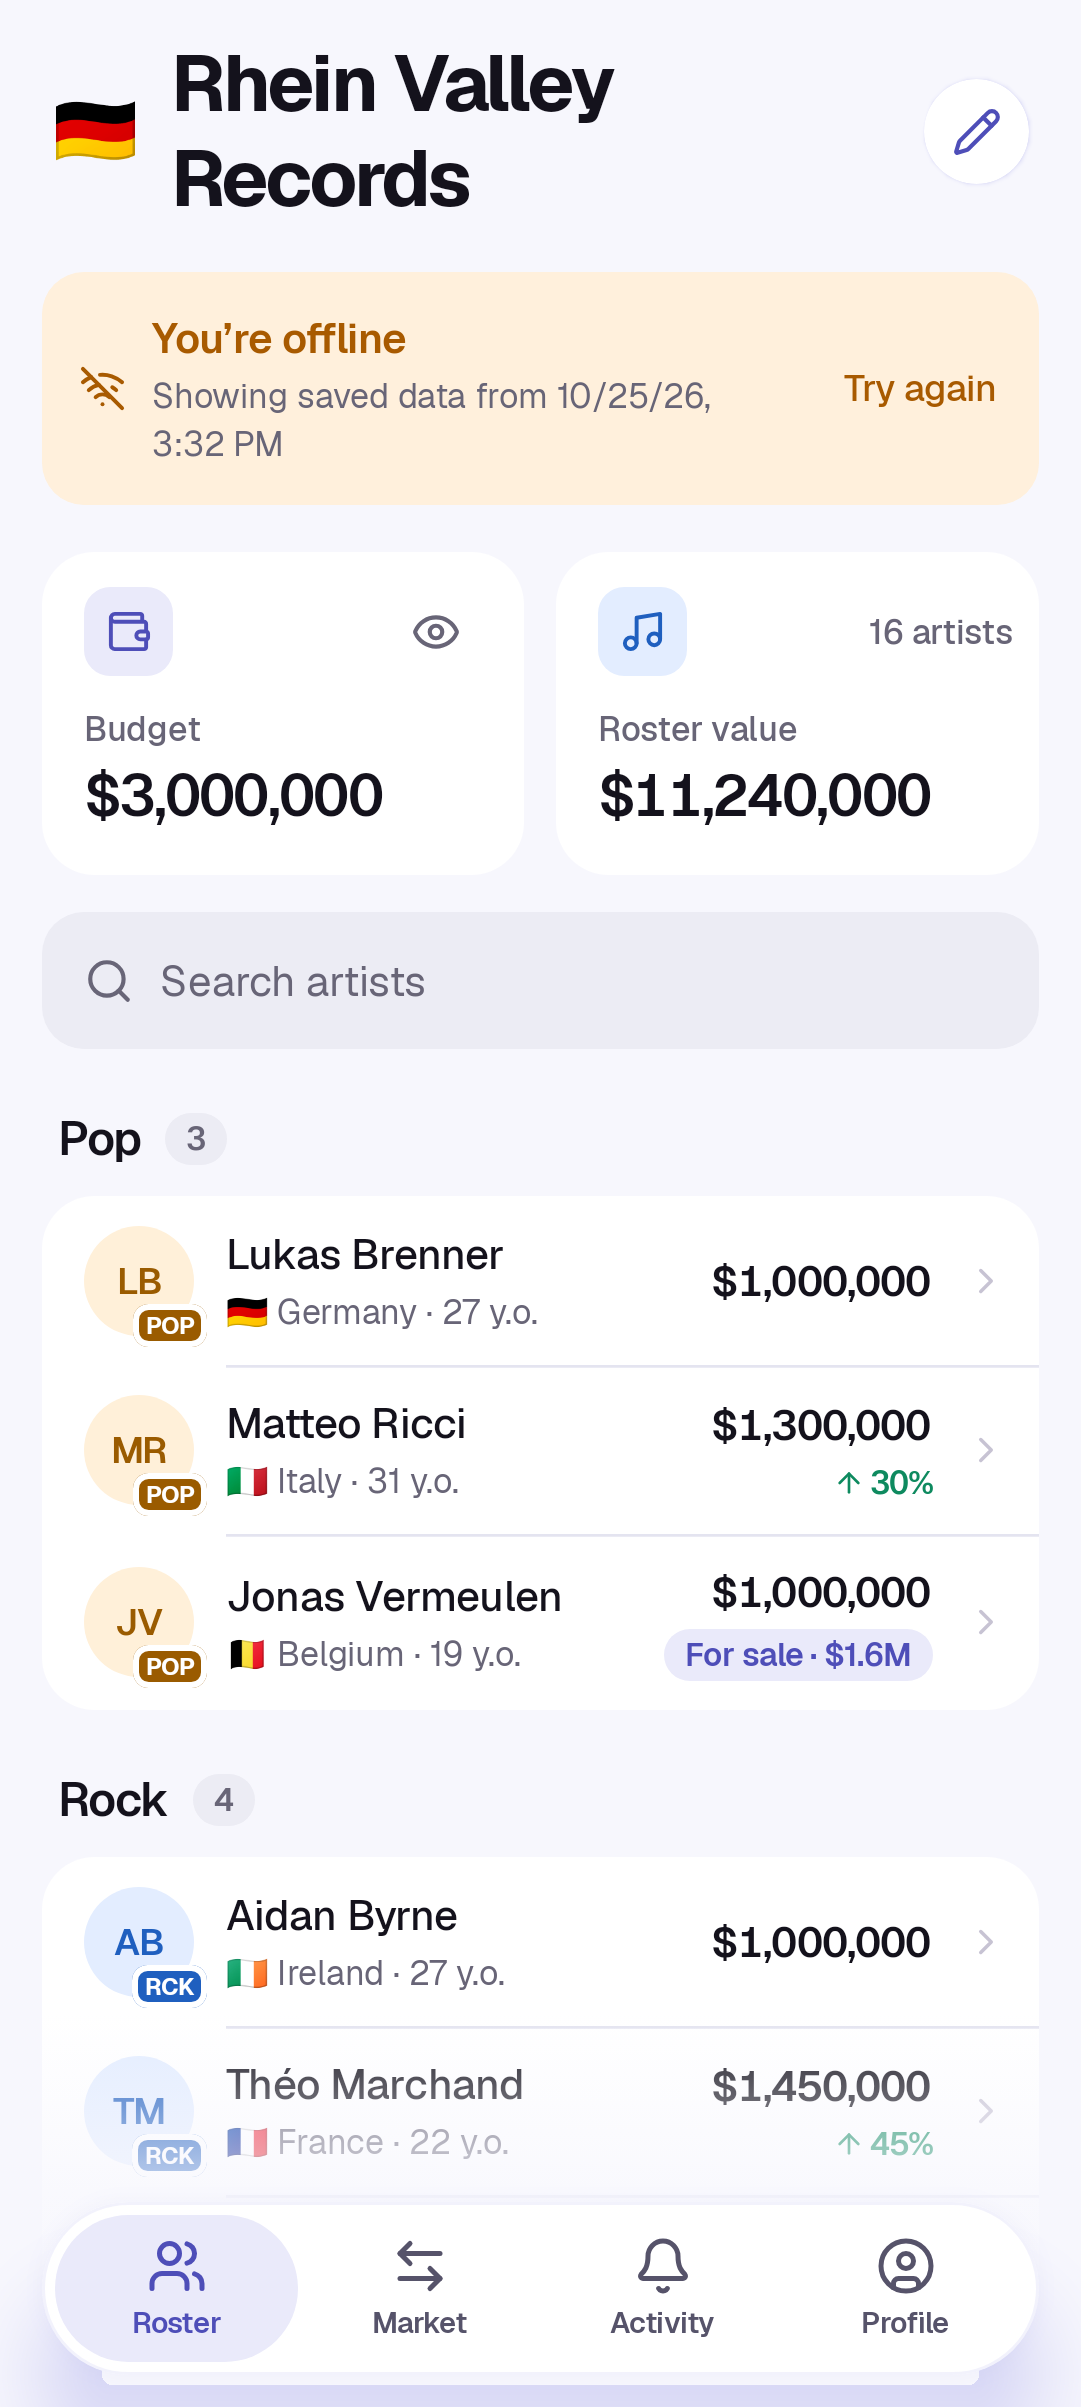 Rhein Valley
Records
You’re offline
Showing saved data from 10/25/26,
3:32 PM
Try again
16 artists
Budget
$3,000,000
Roster value
$11,240,000
Search artists
Pop 3
LB
POP
Lukas Brenner
Germany · 27 y.o.
$1,000,000
MR
POP
Matteo Ricci
Italy · 31 y.o.
$1,300,000
↑ 30%
JV
POP
Jonas Vermeulen
Belgium · 19 y.o.
$1,000,000
For sale · $1.6M
Rock 4
AB
RCK
Aidan Byrne
Ireland · 27 y.o.
$1,000,000
TM
RCK
Théo Marchand
France · 22 y.o.
$1,450,000
↑ 45%
Roster
Market
Activity
Profile